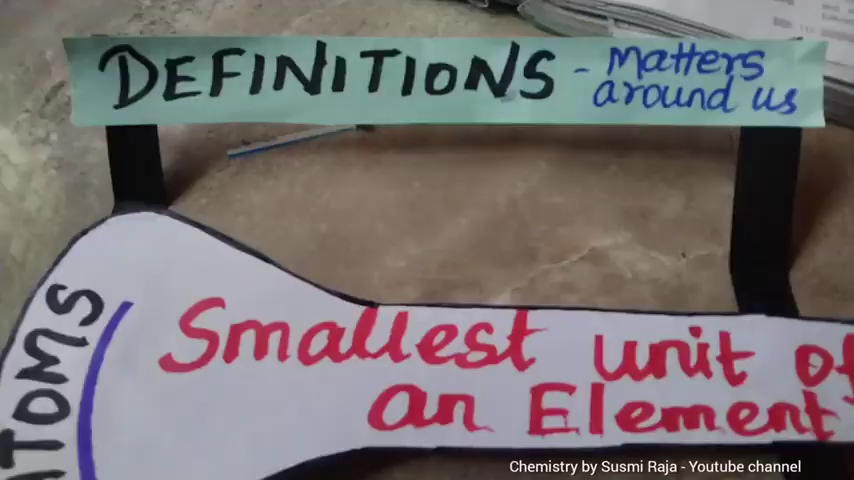 DEFINITIONS - Matters
around us
ATOMS
Smallest unit of
an Element
Chemistry by Susmi Raja - Youtube channel